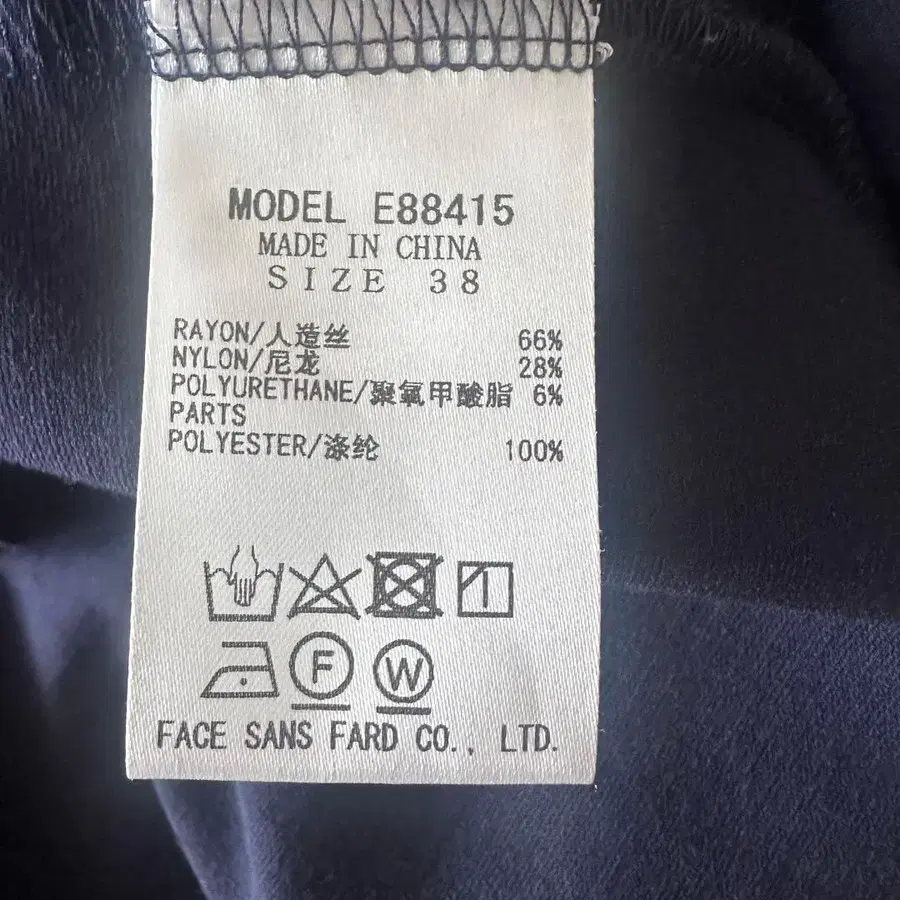 MODEL E88415
MADE IN CHINA
SIZE 38
RAYON/人造丝 66%
NYLON/尼龙 28%
POLYURETHANE/聚氧甲酸脂 6%
PARTS
POLYESTER/涤纶 100%
F W
FACE SANS FARD CO., LTD.